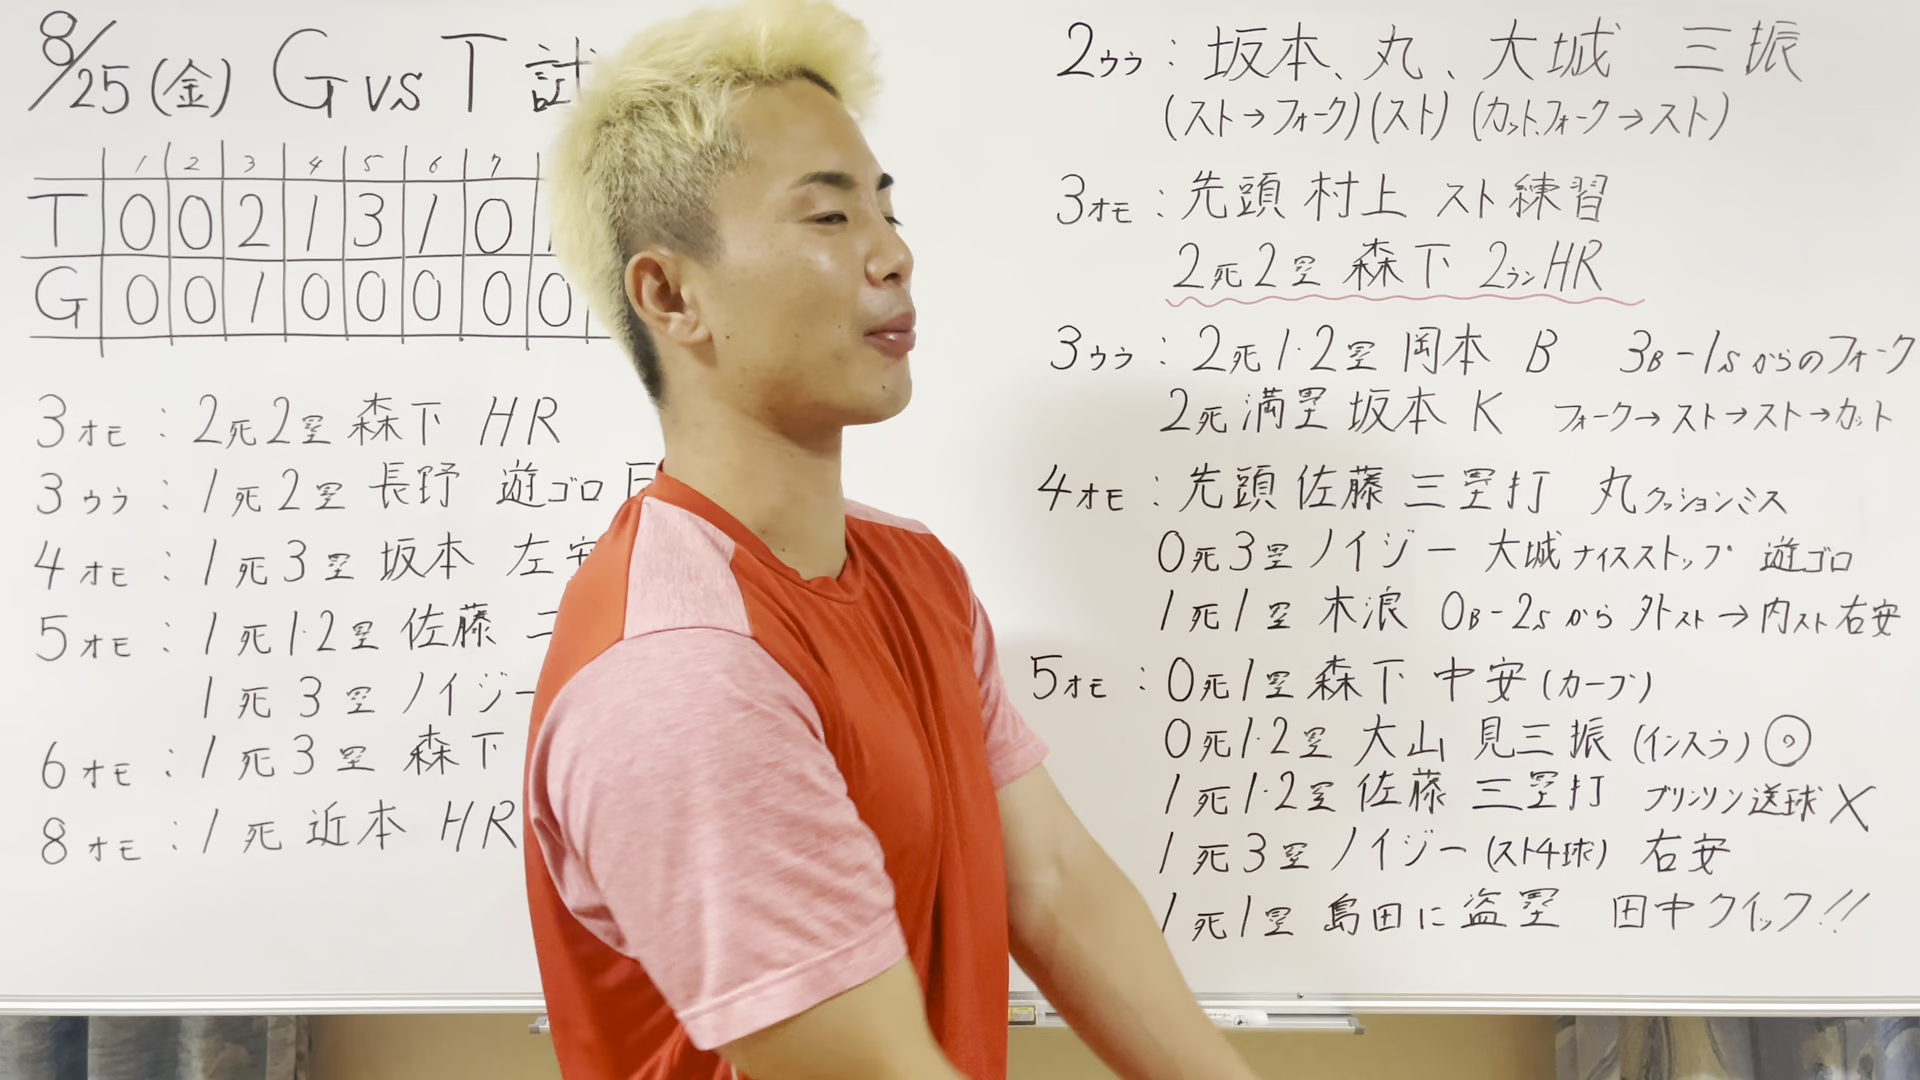 8/25(金) G vs T 試
1 2 3 4 5 6 7
T 0 0 2 1 3 1 0
G 0 0 1 0 0 0 0 0
3オモ:2死2塁 森下 HR
3ウラ:1死2塁 長野 遊ゴロ
4オモ:1死3塁 坂本 左安
5オモ:1死1・2塁 佐藤
1死3塁 ノイジー
6オモ:1死3塁 森下
8オモ:1死 近本 HR
2ウラ:坂本、丸、大城 三振
(スト→フォーク)(スト)(カット、フォーク→スト)
3オモ:先頭 村上 スト練習
2死2塁 森下 2ランHR
3ウラ:2死1・2塁 岡本 B 3B-1Sからのフォーク
2死満塁 坂本 K フォーク→スト→スト→カット
4オモ:先頭 佐藤 三塁打 丸クッションミス
0死3塁 ノイジー 大城ナイスストップ 遊ゴロ
1死1塁 木浪 0B-2Sから 外スト→内スト右安
5オモ:0死1塁 森下 中安(カーブ)
0死1・2塁 大山 見三振(インスラ)◎
1死1・2塁 佐藤 三塁打 ブリンソン送球X
1死3塁 ノイジー(スト4球) 右安
1死1塁 島田に盗塁 田中クイック!!